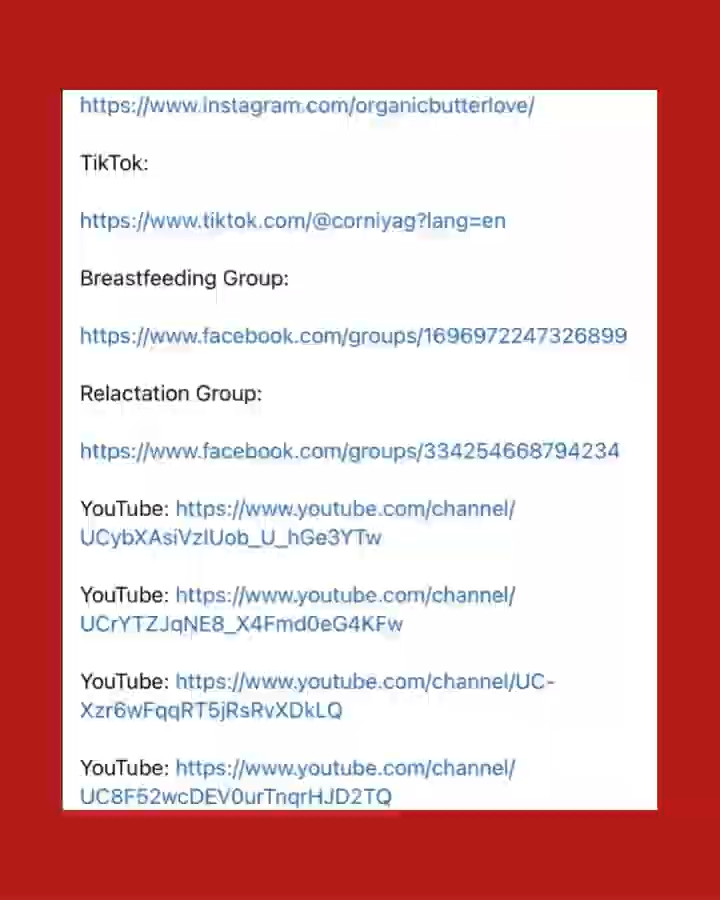 https://www.instagram.com/organicbutterlove/
TikTok:
https://www.tiktok.com/@corniyag?lang=en
Breastfeeding Group:
https://www.facebook.com/groups/1696972247326899
Relactation Group:
https://www.facebook.com/groups/334254668794234
YouTube: https://www.youtube.com/channel/
UCybXAsiVzlUob_U_hGe3YTw
YouTube: https://www.youtube.com/channel/
UCrYTZJqNE8_X4Fmd0eG4KFw
YouTube: https://www.youtube.com/channel/UC-
Xzr6wFqqRT5jRsRvXDkLQ
YouTube: https://www.youtube.com/channel/
UC8F52wcDEV0urTnqrHJD2TQ